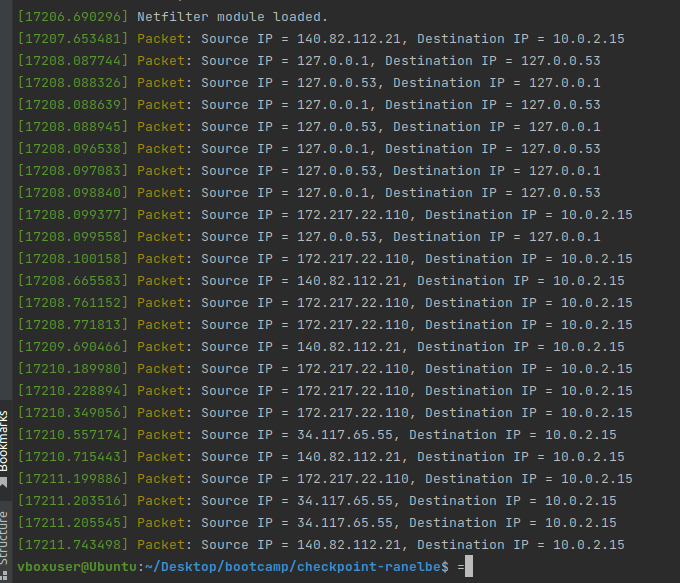 [17206.690296] Netfilter module loaded.
[17207.653481] Packet: Source IP = 140.82.112.21, Destination IP = 10.0.2.15
[17208.087744] Packet: Source IP = 127.0.0.1, Destination IP = 127.0.0.53
[17208.088326] Packet: Source IP = 127.0.0.53, Destination IP = 127.0.0.1
[17208.088639] Packet: Source IP = 127.0.0.1, Destination IP = 127.0.0.53
[17208.088945] Packet: Source IP = 127.0.0.53, Destination IP = 127.0.0.1
[17208.096538] Packet: Source IP = 127.0.0.1, Destination IP = 127.0.0.53
[17208.097083] Packet: Source IP = 127.0.0.53, Destination IP = 127.0.0.1
[17208.098840] Packet: Source IP = 127.0.0.1, Destination IP = 127.0.0.53
[17208.099377] Packet: Source IP = 172.217.22.110, Destination IP = 10.0.2.15
[17208.099558] Packet: Source IP = 127.0.0.53, Destination IP = 127.0.0.1
[17208.100158] Packet: Source IP = 172.217.22.110, Destination IP = 10.0.2.15
[17208.665583] Packet: Source IP = 140.82.112.21, Destination IP = 10.0.2.15
[17208.761152] Packet: Source IP = 172.217.22.110, Destination IP = 10.0.2.15
[17208.771813] Packet: Source IP = 172.217.22.110, Destination IP = 10.0.2.15
[17209.690466] Packet: Source IP = 140.82.112.21, Destination IP = 10.0.2.15
[17210.189980] Packet: Source IP = 172.217.22.110, Destination IP = 10.0.2.15
[17210.228894] Packet: Source IP = 172.217.22.110, Destination IP = 10.0.2.15
[17210.349056] Packet: Source IP = 172.217.22.110, Destination IP = 10.0.2.15
[17210.557174] Packet: Source IP = 34.117.65.55, Destination IP = 10.0.2.15
[17210.715443] Packet: Source IP = 140.82.112.21, Destination IP = 10.0.2.15
[17211.199886] Packet: Source IP = 172.217.22.110, Destination IP = 10.0.2.15
[17211.203516] Packet: Source IP = 34.117.65.55, Destination IP = 10.0.2.15
[17211.205545] Packet: Source IP = 34.117.65.55, Destination IP = 10.0.2.15
[17211.743498] Packet: Source IP = 140.82.112.21, Destination IP = 10.0.2.15
vboxuser@Ubuntu:~/Desktop/bootcamp/checkpoint-ranelbe$ =
Bookmarks
Structure